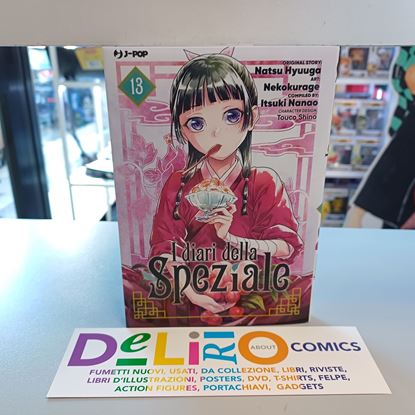 J-POP
ORIGINAL STORY
Natsu Hyuuga
ART
Nekokurage
COMPILED BY
Itsuki Nanao
CHARACTER DESIGN
Touco Shino
13
I diari della
Speziale
DeLiRiO ABOUT COMICS
FUMETTI NUOVI, USATI, DA COLLEZIONE, LIBRI, RIVISTE,
LIBRI D'ILLUSTRAZIONI, POSTERS, DVD, T-SHIRTS, FELPE,
ACTION FIGURES, PORTACHIAVI, GADGETS